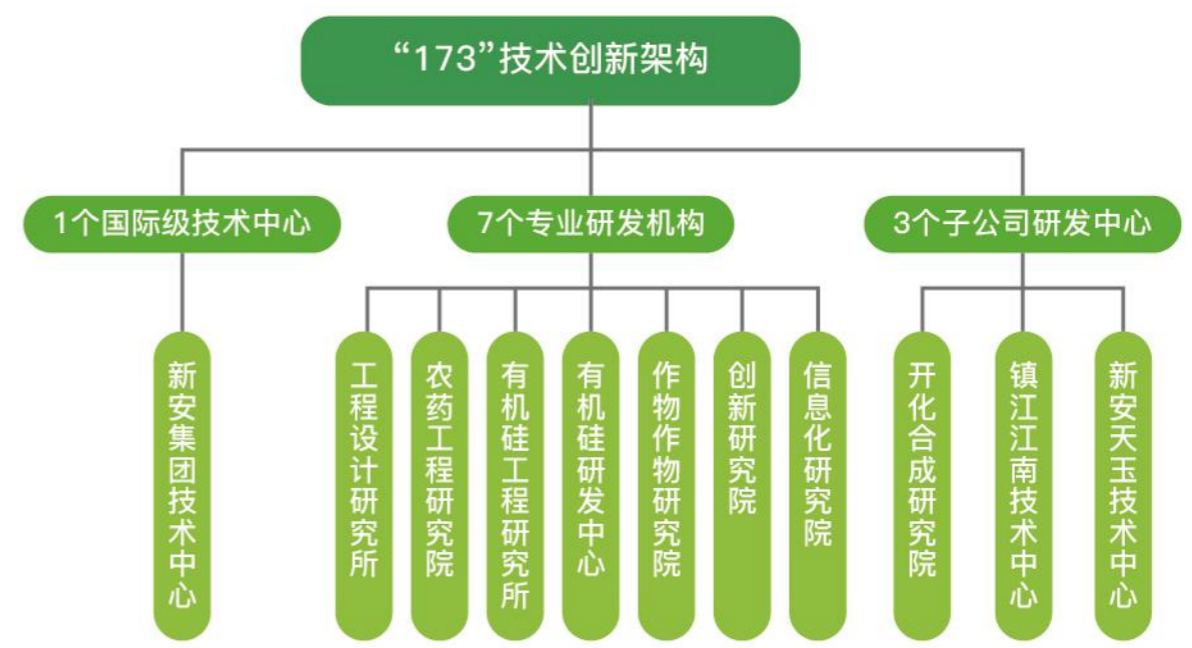 “173”技术创新架构
1个国际级技术中心
7个专业研发机构
3个子公司研发中心
新安集团技术中心
工程设计研究所
农药工程研究院
有机硅工程研究所
有机硅研发中心
作物作物研究院
创新研究院
信息化研究院
开化合成研究院
镇江江南技术中心
新安天玉技术中心